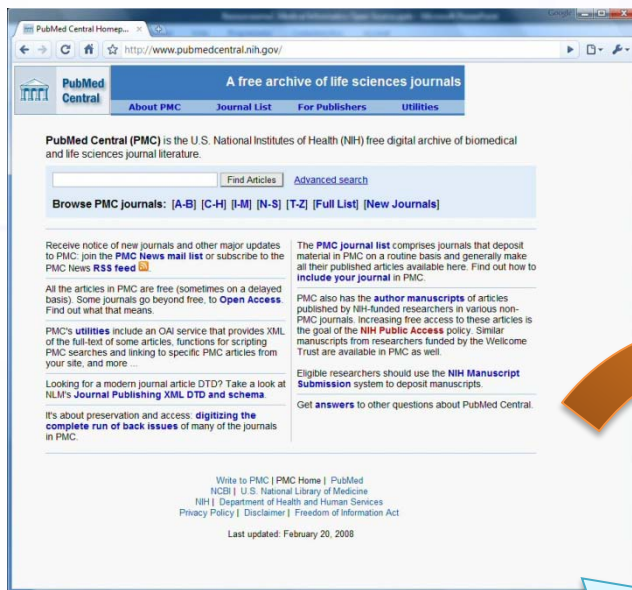 PubMed Central Homep...
http://www.pubmedcentral.nih.gov/
PubMed
Central
A free archive of life sciences journals
About PMC Journal List For Publishers Utilities
PubMed Central (PMC) is the U.S. National Institutes of Health (NIH) free digital archive of biomedical
and life sciences journal literature.
Find Articles Advanced search
Browse PMC journals: [A-B] [C-H] [I-M] [N-S] [T-Z] [Full List] [New Journals]
Receive notice of new journals and other major updates
to PMC: join the PMC News mail list or subscribe to the
PMC News RSS feed
All the articles in PMC are free (sometimes on a delayed
basis). Some journals go beyond free, to Open Access.
Find out what that means.
PMC's utilities include an OAI service that provides XML
of the full-text of some articles, functions for scripting
PMC searches and linking to specific PMC articles from
your site, and more ...
Looking for a modern journal article DTD? Take a look at
NLM's Journal Publishing XML DTD and schema.
It's about preservation and access: digitizing the
complete run of back issues of many of the journals
in PMC.
The PMC journal list comprises journals that deposit
material in PMC on a routine basis and generally make
all their published articles available here. Find out how to
include your journal in PMC.
PMC also has the author manuscripts of articles
published by NIH-funded researchers in various non-
PMC journals. Increasing free access to these articles is
the goal of the NIH Public Access policy. Similar
manuscripts from researchers funded by the Wellcome
Trust are available in PMC as well.
Eligible researchers should use the NIH Manuscript
Submission system to deposit manuscripts.
Get answers to other questions about PubMed Central.
Write to PMC | PMC Home | PubMed
NCBI | U.S. National Library of Medicine
NIH | Department of Health and Human Services
Privacy Policy | Disclaimer | Freedom of Information Act
Last updated: February 20, 2008